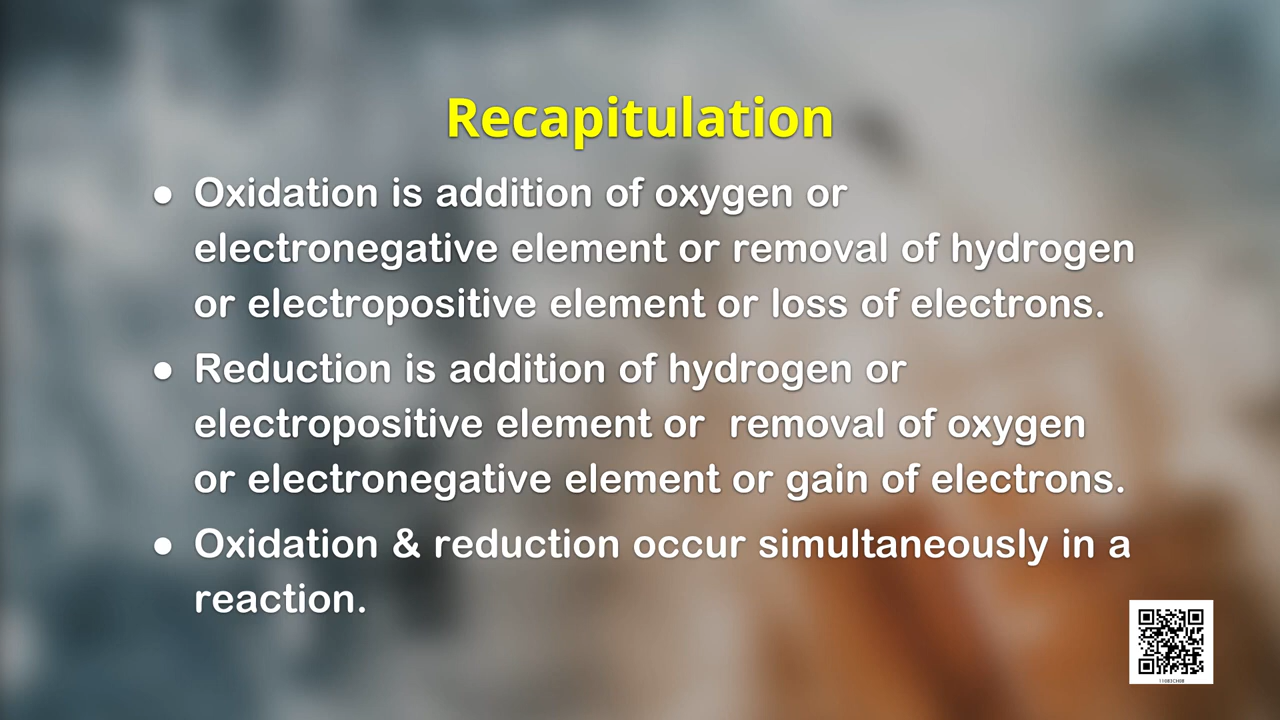 Recapitulation
● Oxidation is addition of oxygen or
electronegative element or removal of hydrogen
or electropositive element or loss of electrons.
● Reduction is addition of hydrogen or
electropositive element or removal of oxygen
or electronegative element or gain of electrons.
● Oxidation & reduction occur simultaneously in a
reaction.